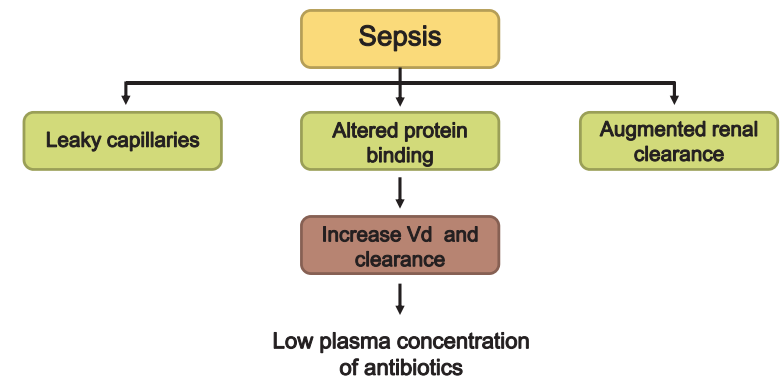 Sepsis
Leaky capillaries
Altered protein
binding
Augmented renal
clearance
Increase Vd and
clearance
Low plasma concentration
of antibiotics